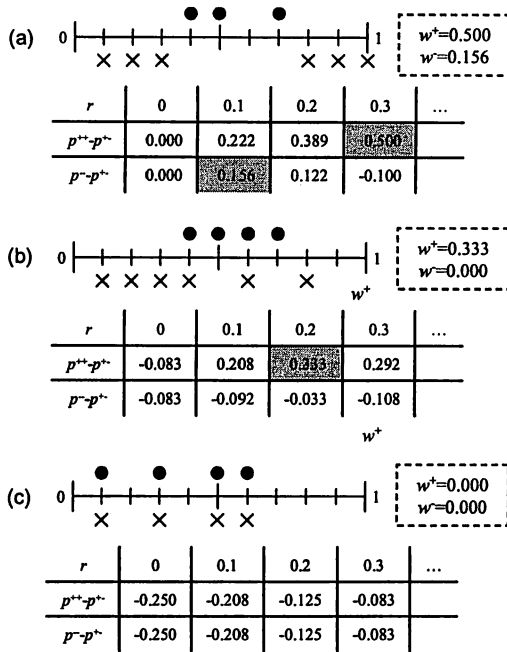 (a) 0 1
w⁺=0.500
w⁻=0.156
r 0 0.1 0.2 0.3 ...
p⁺⁺-p⁺⁻ 0.000 0.222 0.389 0.500
p⁻⁻-p⁺⁻ 0.000 0.156 0.122 -0.100
(b) 0 1
w⁺=0.333
w⁻=0.000
w⁺
r 0 0.1 0.2 0.3 ...
p⁺⁺-p⁺⁻ -0.083 0.208 0.333 0.292
p⁻⁻-p⁺⁻ -0.083 -0.092 -0.033 -0.108
w⁺
(c) 0 1
w⁺=0.000
w⁻=0.000
r 0 0.1 0.2 0.3 ...
p⁺⁺-p⁺⁻ -0.250 -0.208 -0.125 -0.083
p⁻⁻-p⁺⁻ -0.250 -0.208 -0.125 -0.083